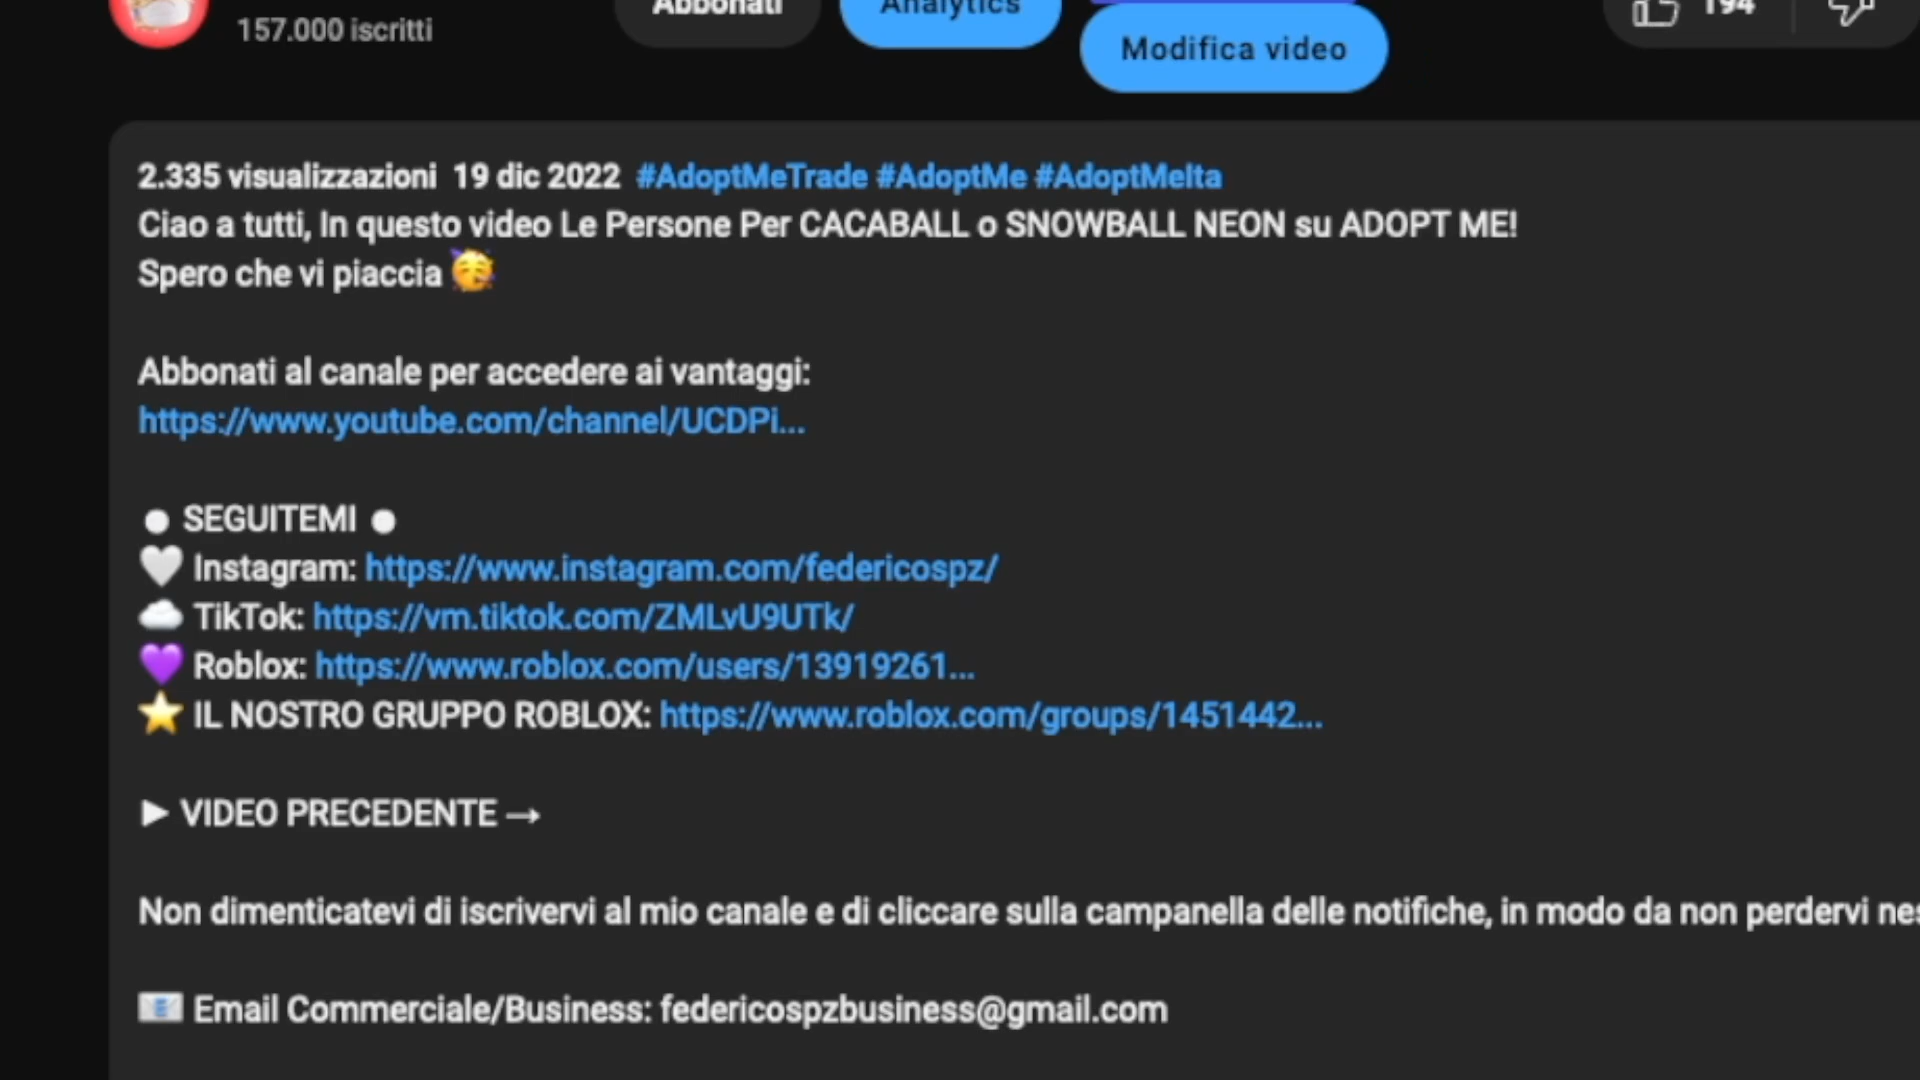 157.000 iscritti
Abbonati
Analytics
Modifica video
194
2.335 visualizzazioni 19 dic 2022 #AdoptMeTrade #AdoptMe #AdoptMeIta
Ciao a tutti, In questo video Le Persone Per CACABALL o SNOWBALL NEON su ADOPT ME!
Spero che vi piaccia 🥳
Abbonati al canale per accedere ai vantaggi:
https://www.youtube.com/channel/UCDPi...
● SEGUITEMI ●
🤍 Instagram: https://www.instagram.com/federicospz/
☁️ TikTok: https://vm.tiktok.com/ZMLvU9UTk/
💜 Roblox: https://www.roblox.com/users/13919261...
⭐ IL NOSTRO GRUPPO ROBLOX: https://www.roblox.com/groups/1451442...
► VIDEO PRECEDENTE →
Non dimenticatevi di iscrivervi al mio canale e di cliccare sulla campanella delle notifiche, in modo da non perdervi nes
📧 Email Commerciale/Business: federicospzbusiness@gmail.com